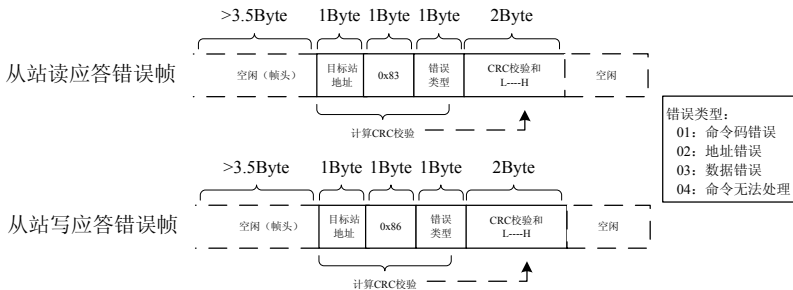 >3.5Byte 1Byte 1Byte 1Byte 2Byte
从站读应答错误帧
空闲（帧头）
目标站
地址
0x83
错误
类型
CRC校验和
L----H
空闲
计算CRC校验
>3.5Byte 1Byte 1Byte 1Byte 2Byte
从站写应答错误帧
空闲（帧头）
目标站
地址
0x86
错误
类型
CRC校验和
L----H
空闲
计算CRC校验
错误类型：
01：命令码错误
02：地址错误
03：数据错误
04：命令无法处理